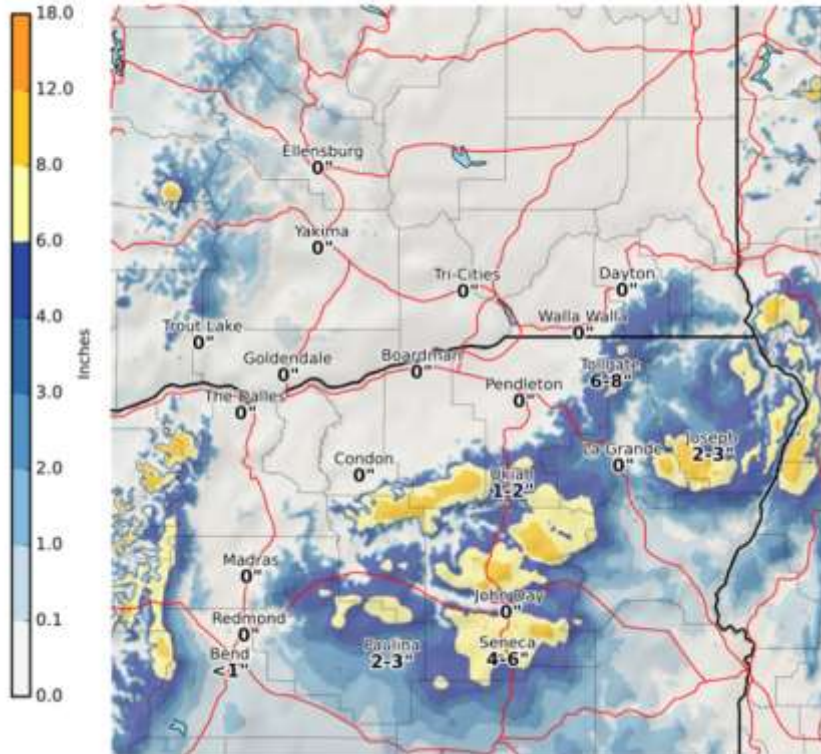 18.0
12.0
8.0
6.0
4.0
3.0
2.0
1.0
0.1
0.0
Inches
Ellensburg
0"
Yakima
0"
Tri-Cities
0"
Dayton
0"
Walla Walla
0"
Trout Lake
0"
Goldendale
0"
Boardman
0"
Tollgate
6-8"
The Dalles
0"
Pendleton
0"
Condon
0"
La Grande
0"
Joseph
2-3"
Ukiah
1-2"
Madras
0"
John Day
0"
Redmond
0"
Bend
<1"
Paulina
2-3"
Seneca
4-6"